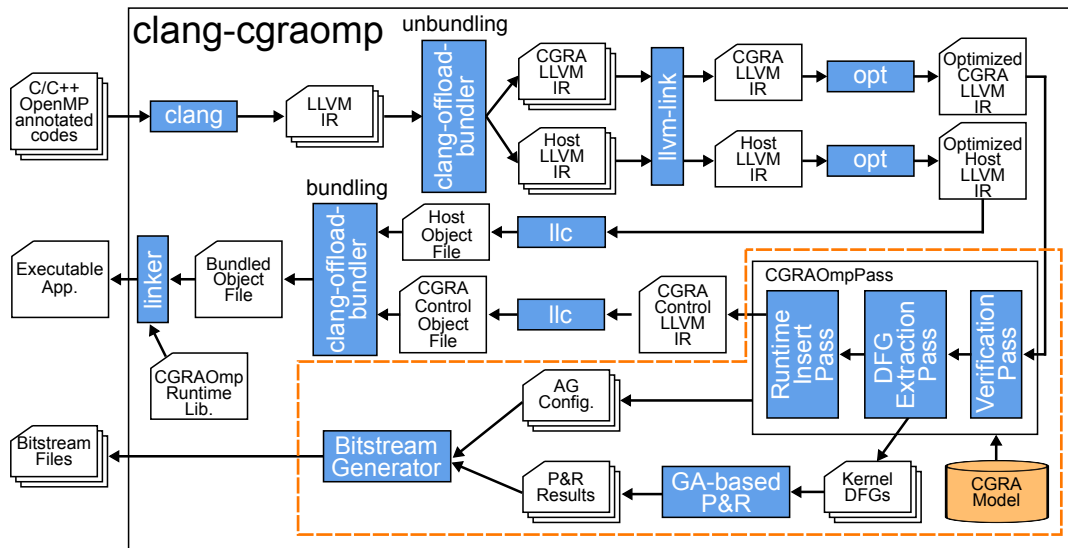 clang-cgraomp
unbundling
C/C++
OpenMP
annotated
codes
clang
LLVM
IR
clang-offload-
bundler
CGRA
LLVM
IR
Host
LLVM
IR
llvm-link
CGRA
LLVM
IR
Host
LLVM
IR
opt
opt
Optimized
CGRA
LLVM
IR
Optimized
Host
LLVM
IR
bundling
Executable
App.
linker
Bundled
Object
File
clang-offload-
bundler
Host
Object
File
llc
CGRA
Control
Object
File
llc
CGRA
Control
LLVM
IR
CGRAOmpPass
Runtime
Insert
Pass
DFG
Extraction
Pass
Verification
Pass
CGRAOmp
Runtime
Lib.
AG
Config.
Bitstream
Files
Bitstream
Generator
P&R
Results
GA-based
P&R
Kernel
DFGs
CGRA
Model